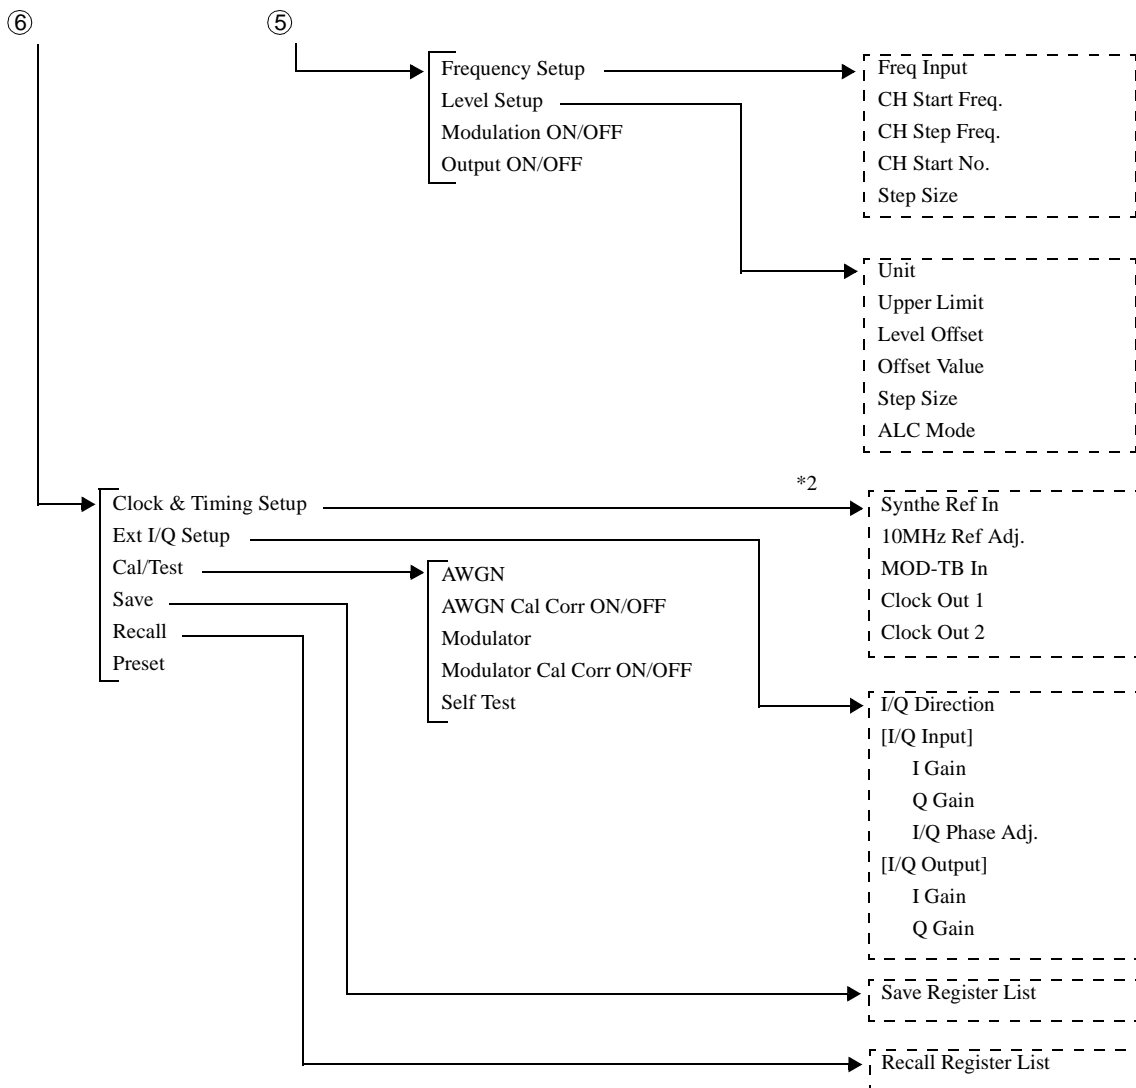 ⑥
⑤
Frequency Setup
Level Setup
Modulation ON/OFF
Output ON/OFF
Freq Input
CH Start Freq.
CH Step Freq.
CH Start No.
Step Size
Unit
Upper Limit
Level Offset
Offset Value
Step Size
ALC Mode
Clock & Timing Setup
Ext I/Q Setup
Cal/Test
Save
Recall
Preset
*2
AWGN
AWGN Cal Corr ON/OFF
Modulator
Modulator Cal Corr ON/OFF
Self Test
Synthe Ref In
10MHz Ref Adj.
MOD-TB In
Clock Out 1
Clock Out 2
I/Q Direction
[I/Q Input]
I Gain
Q Gain
I/Q Phase Adj.
[I/Q Output]
I Gain
Q Gain
Save Register List
Recall Register List